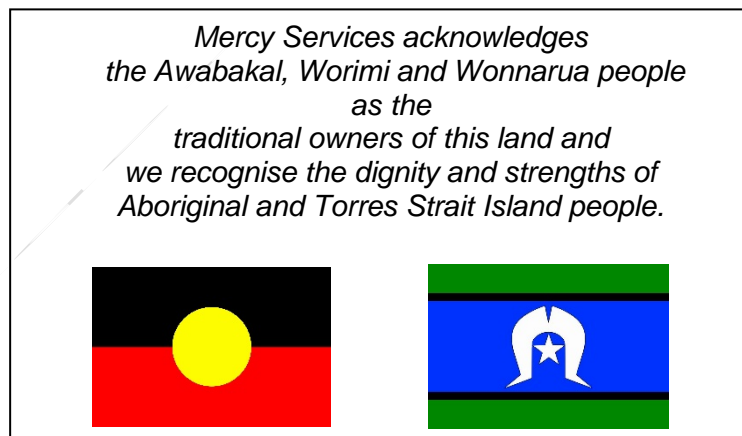 Mercy Services acknowledges
the Awabakal, Worimi and Wonnarua people
as the
traditional owners of this land and
we recognise the dignity and strengths of
Aboriginal and Torres Strait Island people.